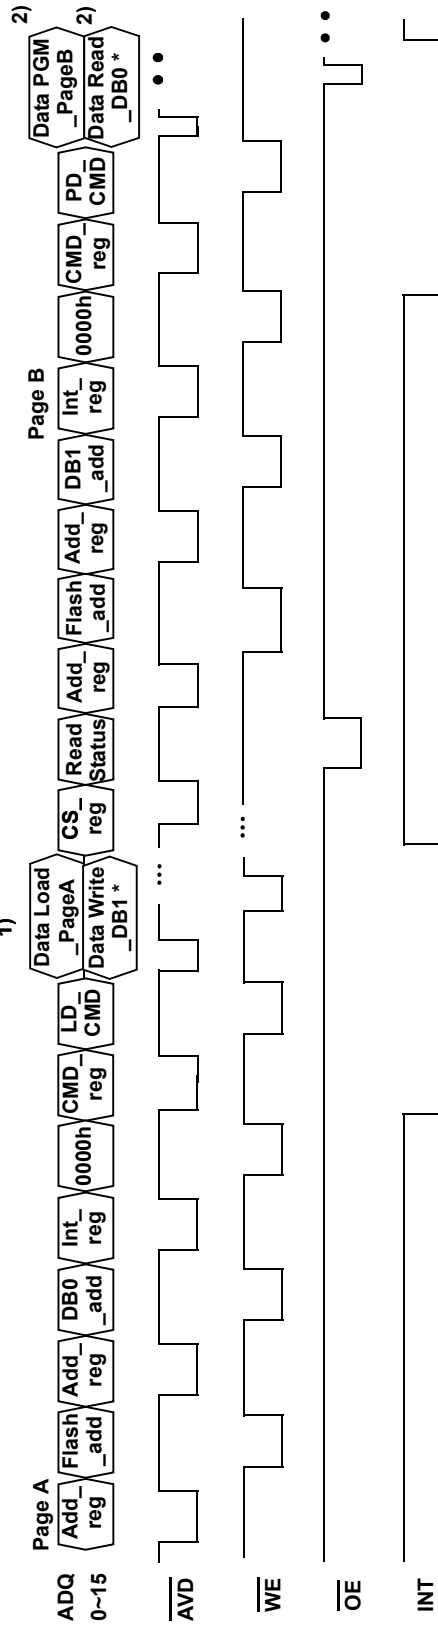 Page A
ADQ
0~15
Add_
reg
Flash
_add
Add_
reg
DB0
_add
Int_
reg
0000h
CMD_
reg
LD_
CMD
1)
Data Load
_PageA
Data Write
_DB1 *
CS_
reg
Read
Status
Add_
reg
Flash
_add
Add_
reg
DB1
_add
Page B
Int_
reg
0000h
CMD_
reg
PD_
CMD
2)
Data PGM
_PageB
2)
Data Read
_DB0 *
AVD
...
WE
...
OE
INT